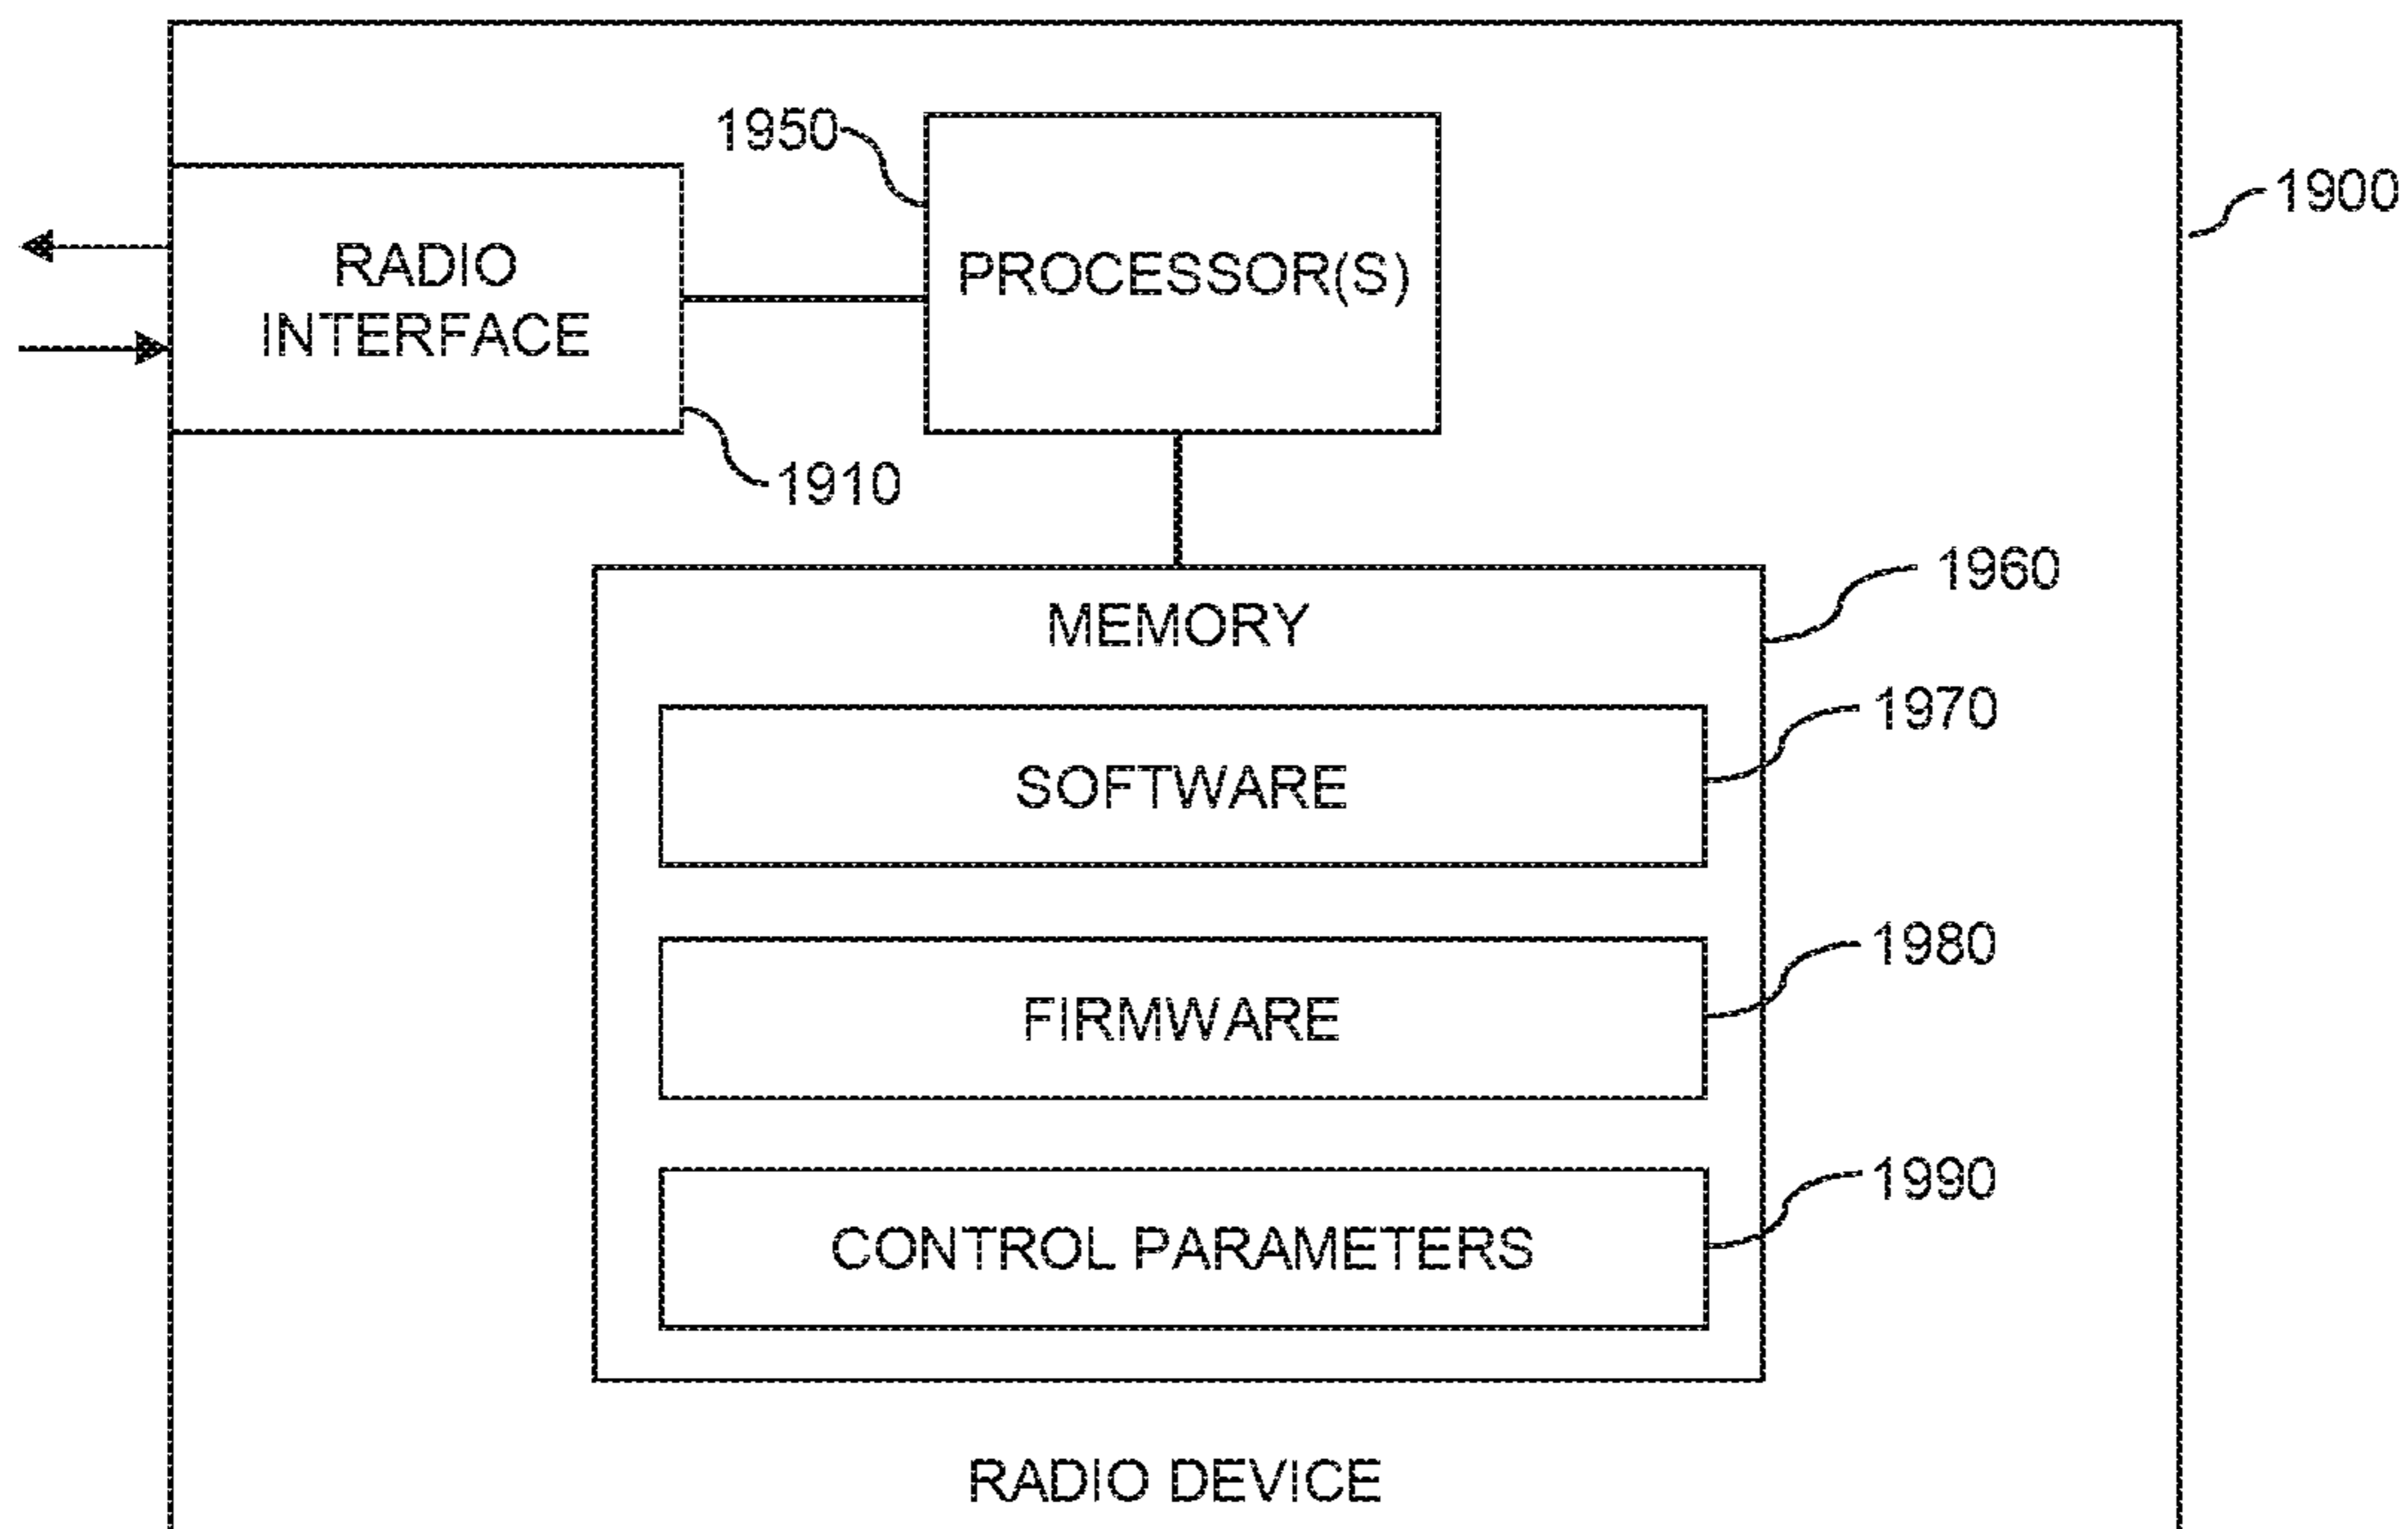 1950
1900
RADIO
INTERFACE
PROCESSOR(S)
1910
1960
MEMORY
1970
SOFTWARE
1980
FIRMWARE
1990
CONTROL PARAMETERS
RADIO DEVICE